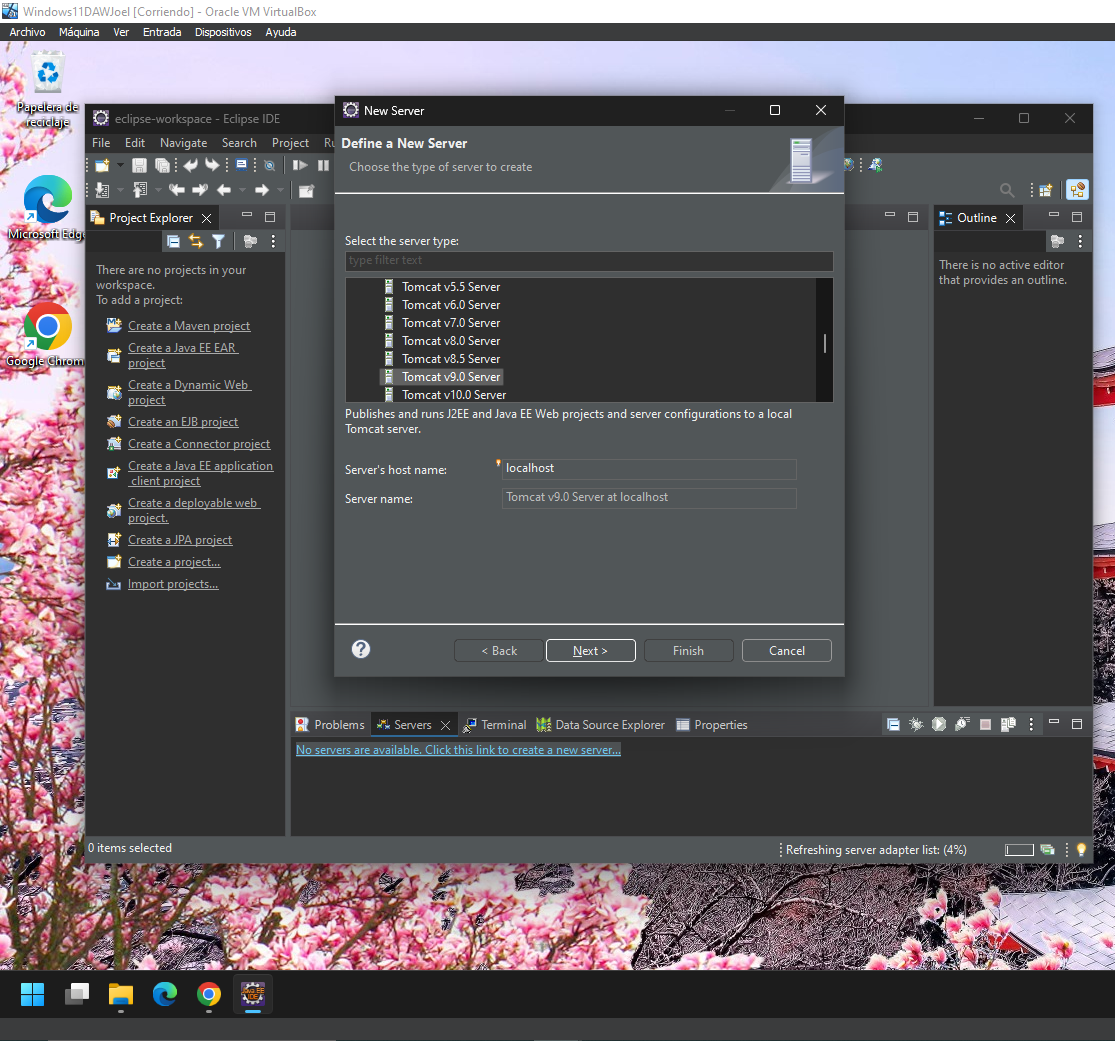 Windows11DAWJoel [Corriendo] - Oracle VM VirtualBox
Archivo Máquina Ver Entrada Dispositivos Ayuda
Papelera de
reciclaje
Microsoft Edge
Google Chrom
eclipse-workspace - Eclipse IDE
File Edit Navigate Search Project Ru
Project Explorer
There are no projects in your
workspace.
To add a project:
Create a Maven project
Create a Java EE EAR
project
Create a Dynamic Web
project
Create an EJB project
Create a Connector project
Create a Java EE application
client project
Create a deployable web
project.
Create a JPA project
Create a project...
Import projects...
New Server
Define a New Server
Choose the type of server to create
Select the server type:
type filter text
Tomcat v5.5 Server
Tomcat v6.0 Server
Tomcat v7.0 Server
Tomcat v8.0 Server
Tomcat v8.5 Server
Tomcat v9.0 Server
Tomcat v10.0 Server
Publishes and runs J2EE and Java EE Web projects and server configurations to a local
Tomcat server.
Server's host name: localhost
Server name: Tomcat v9.0 Server at localhost
?
< Back Next > Finish Cancel
Outline
There is no active editor
that provides an outline.
Problems Servers Terminal Data Source Explorer Properties
No servers are available. Click this link to create a new server...
0 items selected
Refreshing server adapter list: (4%)
JAVA EE
IDE